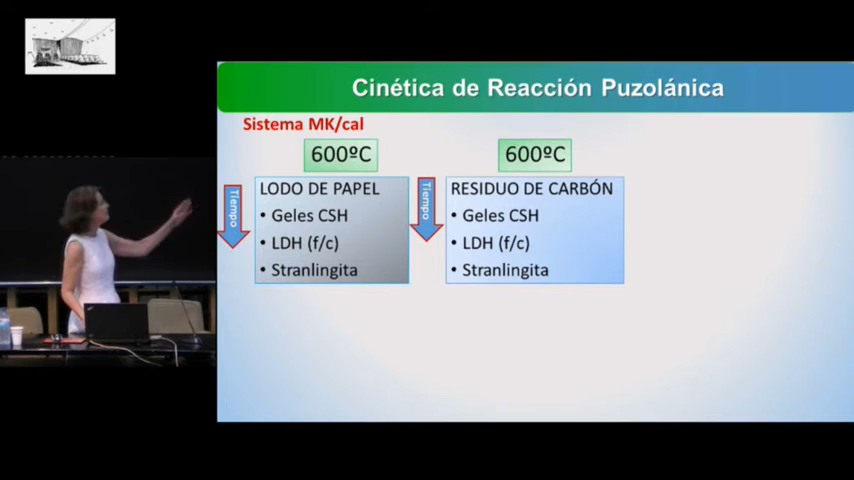 Cinética de Reacción Puzolánica
Sistema MK/cal
600ºC
600ºC
Tiempo
LODO DE PAPEL
• Geles CSH
• LDH (f/c)
• Stranlingita
Tiempo
RESIDUO DE CARBÓN
• Geles CSH
• LDH (f/c)
• Stranlingita